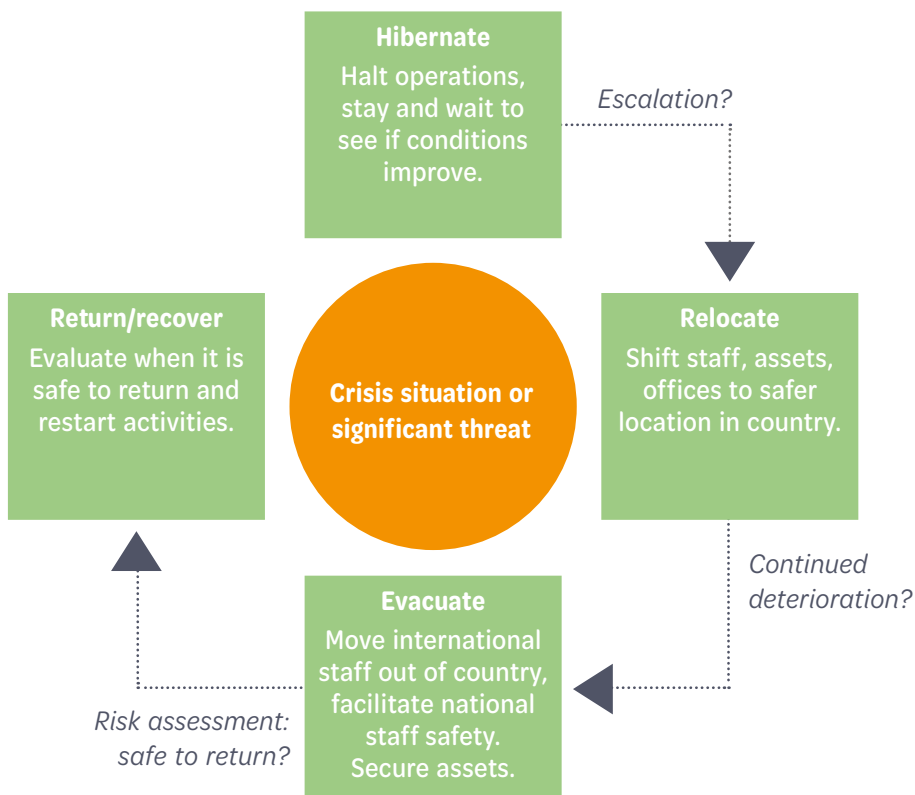 Hibernate
Halt operations,
stay and wait to
see if conditions
improve.
Escalation?
Relocate
Shift staff, assets,
offices to safer
location in country.
Continued
deterioration?
Evacuate
Move international
staff out of country,
facilitate national
staff safety.
Secure assets.
Risk assessment:
safe to return?
Return/recover
Evaluate when it is
safe to return and
restart activities.
Crisis situation or
significant threat